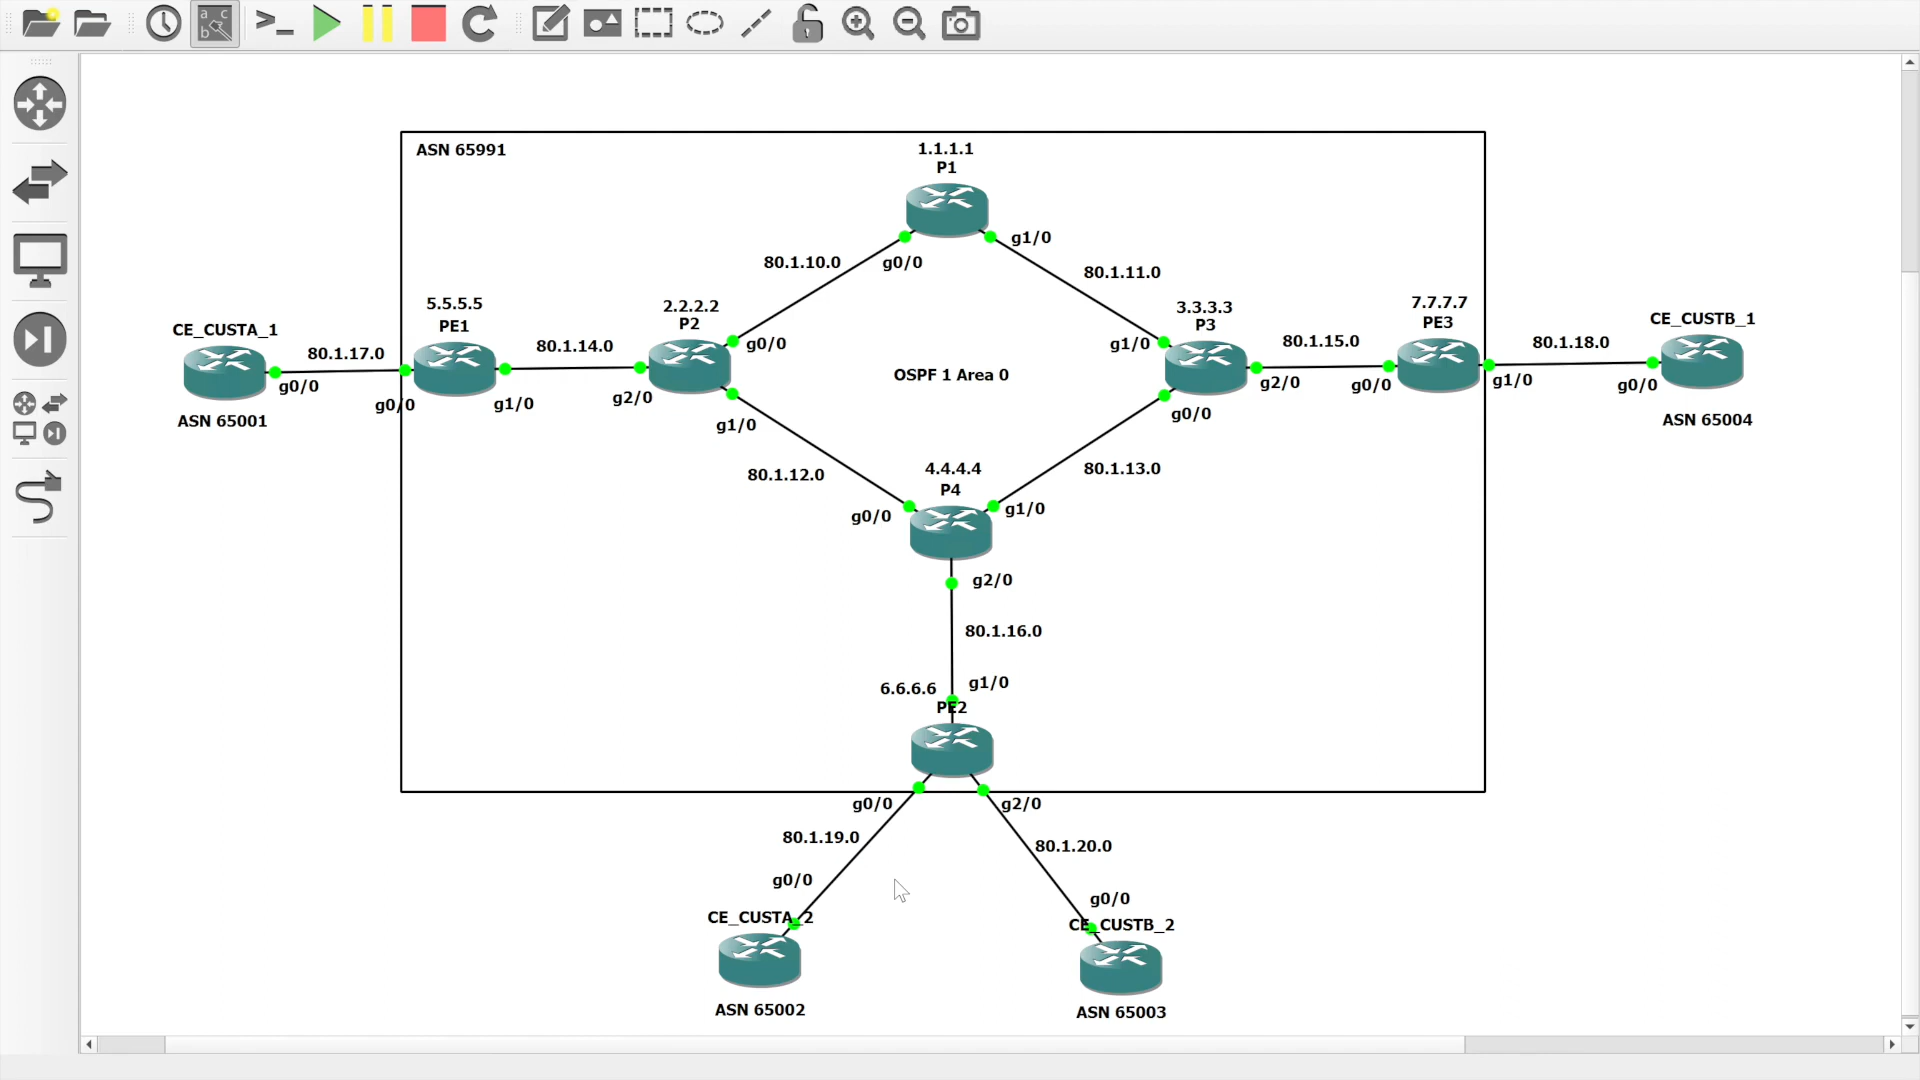 a c
b
ASN 65991
1.1.1.1
P1
g1/0
80.1.10.0
g0/0
80.1.11.0
5.5.5.5
PE1
2.2.2.2
P2
3.3.3.3
P3
7.7.7.7
PE3
CE_CUSTA_1
CE_CUSTB_1
80.1.17.0
80.1.14.0
g0/0
g1/0
80.1.15.0
80.1.18.0
g0/0
g0/0
g1/0
g2/0
OSPF 1 Area 0
g2/0
g0/0
g1/0
g0/0
ASN 65001
g1/0
g0/0
ASN 65004
80.1.12.0
4.4.4.4
P4
80.1.13.0
g0/0
g1/0
g2/0
80.1.16.0
6.6.6.6
g1/0
PE2
g0/0
g2/0
80.1.19.0
80.1.20.0
g0/0
g0/0
CE_CUSTA_2
CE_CUSTB_2
ASN 65002
ASN 65003